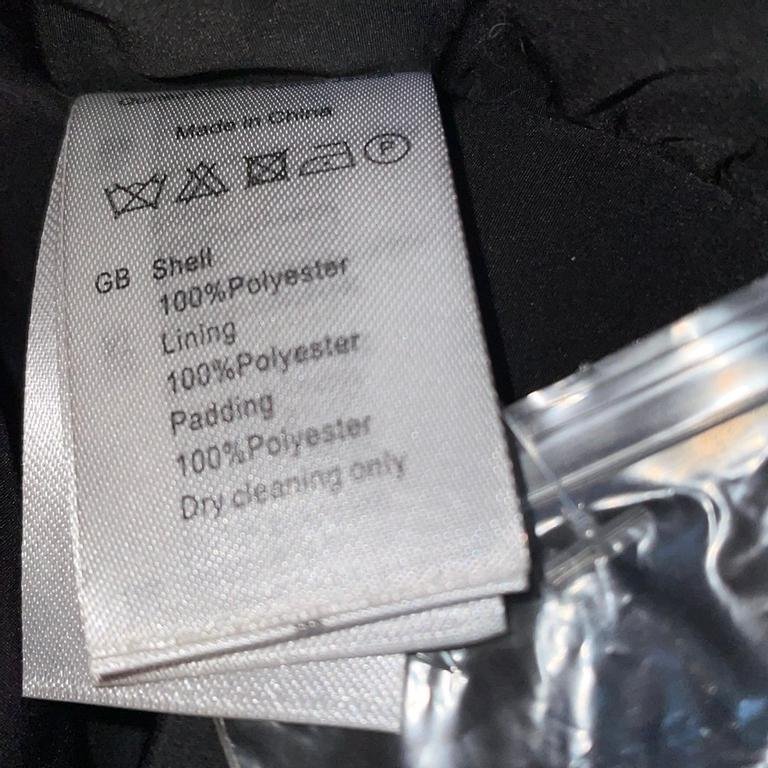 Made in China
P
GB Shell
100%Polyester
Lining
100%Polyester
Padding
100%Polyester
Dry cleaning only